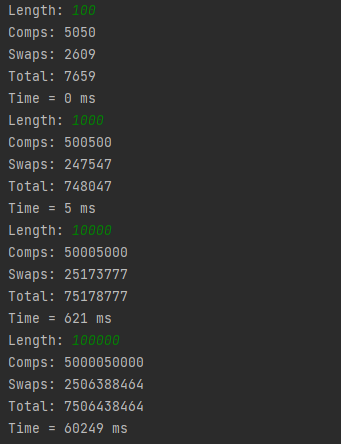 Length: 100
Comps: 5050
Swaps: 2609
Total: 7659
Time = 0 ms
Length: 1000
Comps: 500500
Swaps: 247547
Total: 748047
Time = 5 ms
Length: 10000
Comps: 50005000
Swaps: 25173777
Total: 75178777
Time = 621 ms
Length: 100000
Comps: 5000050000
Swaps: 2506388464
Total: 7506438464
Time = 60249 ms